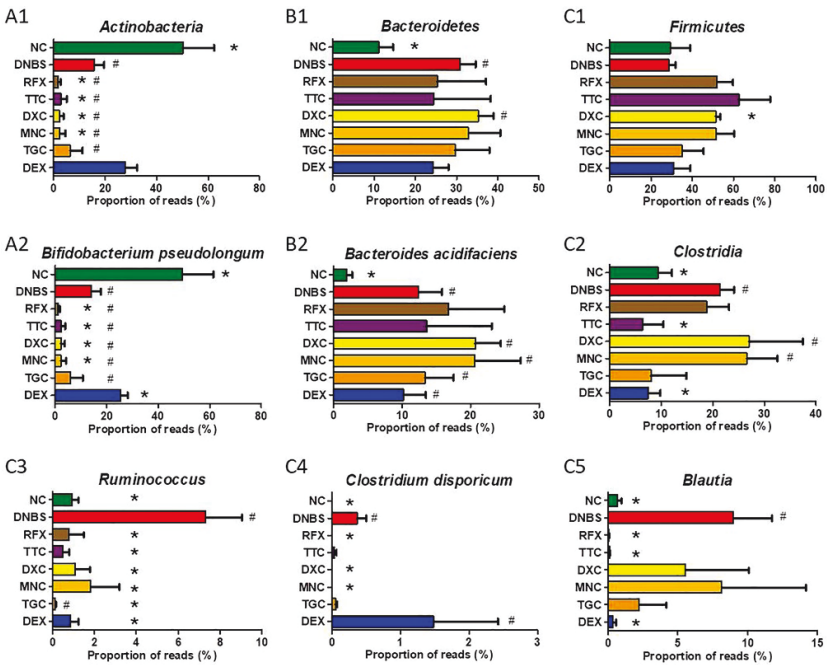 A1
Actinobacteria
NC *
DNBS #
RFX * #
TTC * #
DXC * #
MNC * #
TGC #
DEX
0 20 40 60 80
Proportion of reads (%)
B1
Bacteroidetes
NC *
DNBS #
RFX
TTC
DXC #
MNC
TGC
DEX
0 10 20 30 40 50
Proportion of reads (%)
C1
Firmicutes
NC
DNBS
RFX
TTC
DXC *
MNC
TGC
DEX
0 20 40 60 80 100
Proportion of reads (%)
A2
Bifidobacterium pseudolongum
NC *
DNBS #
RFX * #
TTC * #
DXC * #
MNC * #
TGC #
DEX *
0 20 40 60 80
Proportion of reads (%)
B2
Bacteroides acidifaciens
NC *
DNBS #
RFX
TTC
DXC #
MNC #
TGC #
DEX #
0 10 20 30
Proportion of reads (%)
C2
Clostridia
NC *
DNBS #
RFX
TTC *
DXC #
MNC #
TGC
DEX *
0 10 20 30 40
Proportion of reads (%)
C3
Ruminococcus
NC *
DNBS #
RFX *
TTC *
DXC *
MNC *
TGC # *
DEX *
0 2 4 6 8 10
Proportion of reads (%)
C4
Clostridium disporicum
NC *
DNBS #
RFX *
TTC
DXC *
MNC *
TGC
DEX #
0 1 2 3
Proportion of reads (%)
C5
Blautia
NC *
DNBS #
RFX *
TTC *
DXC
MNC
TGC
DEX *
0 5 10 15
Proportion of reads (%)